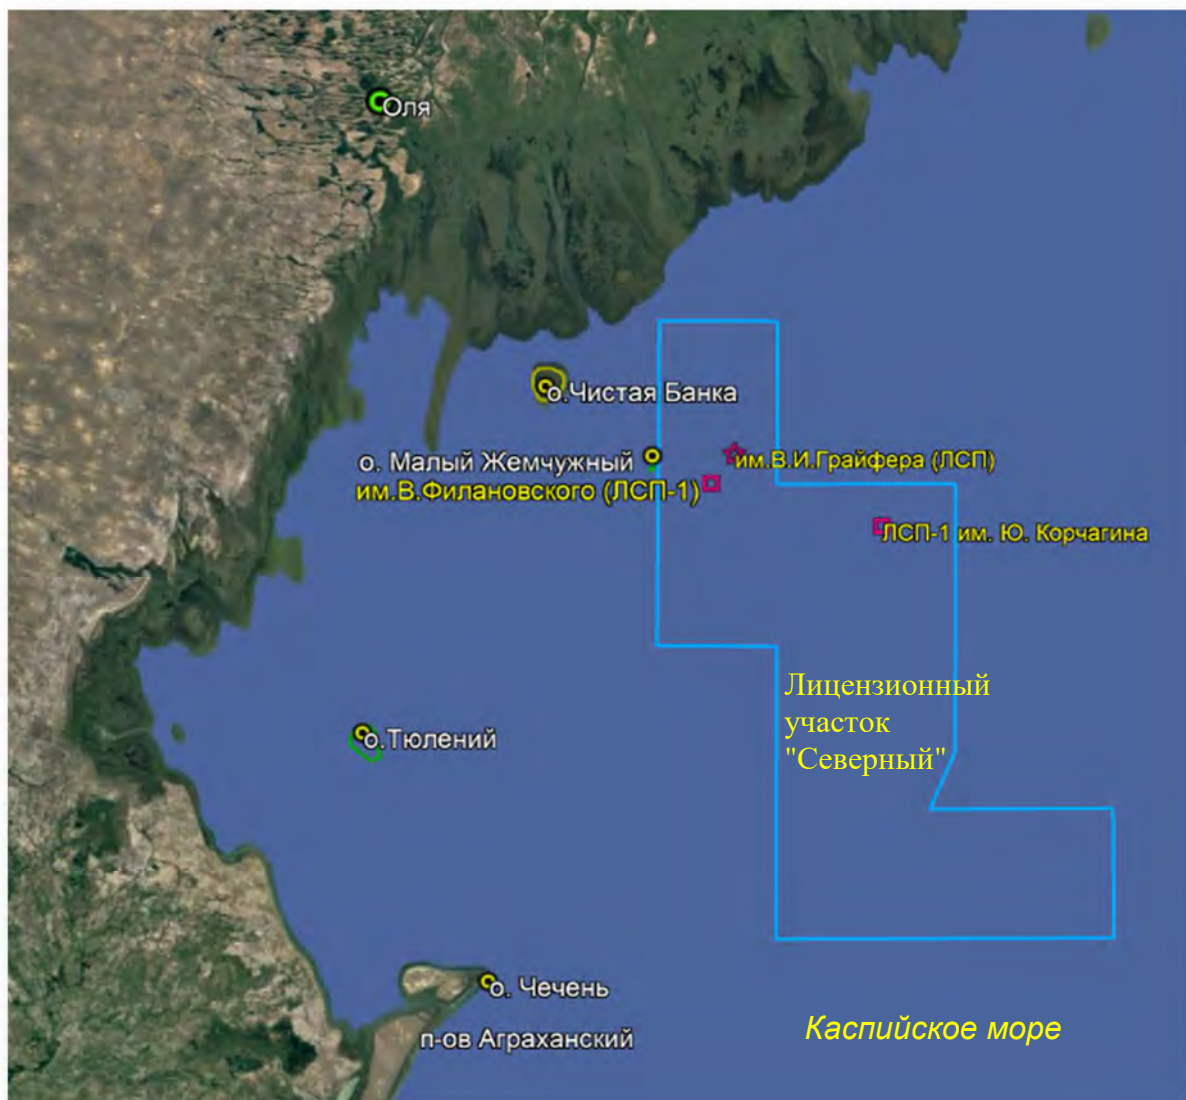 Оля
о.Чистая Банка
о. Малый Жемчужный
им.В.И.Грайфера (ЛСП)
им.В.Филановского (ЛСП-1)
ЛСП-1 им. Ю. Корчагина
Лицензионный
участок
"Северный"
о.Тюлений
о. Чечень
п-ов Аграханский
Каспийское море